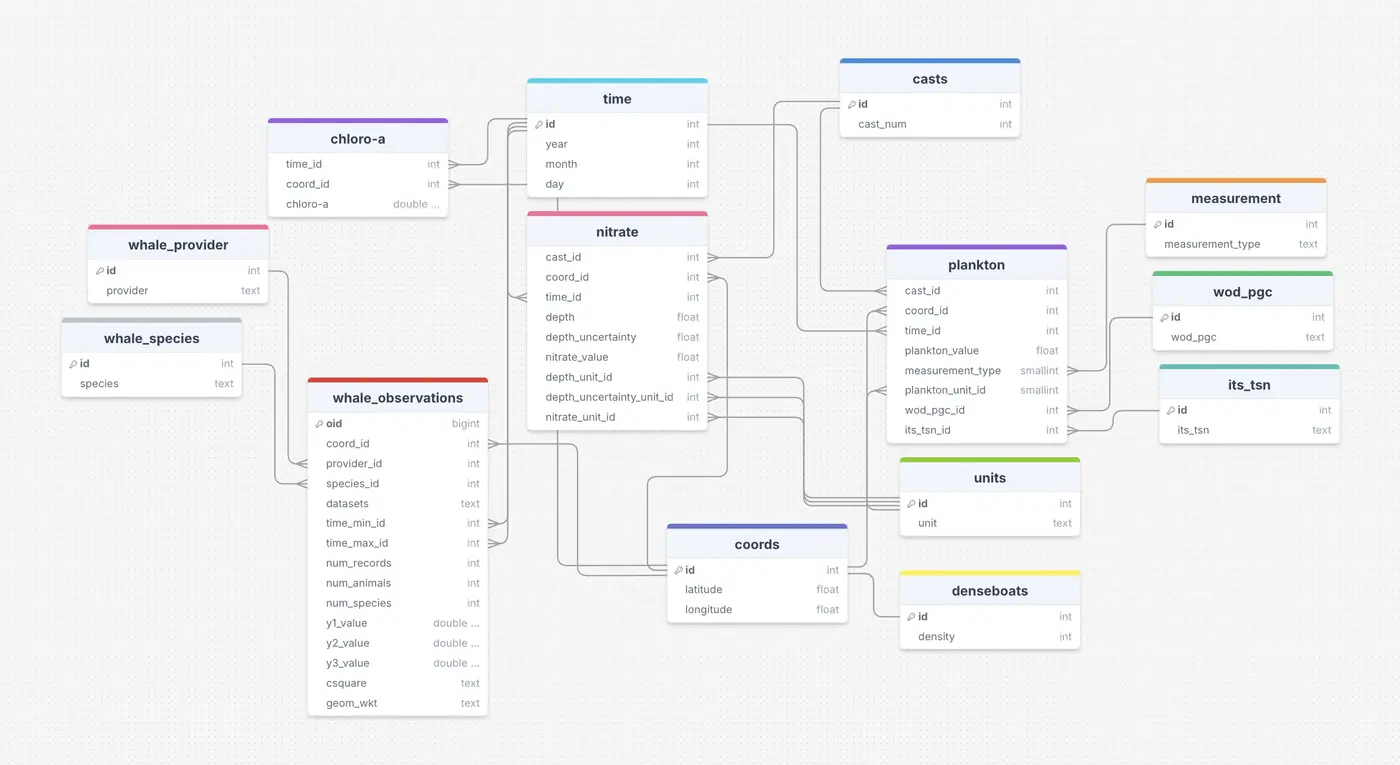 casts
id int
cast_num int
time
id int
year int
month int
day int
chloro-a
time_id int
coord_id int
chloro-a double ...
measurement
id int
measurement_type text
nitrate
cast_id int
coord_id int
time_id int
depth float
depth_uncertainty float
nitrate_value float
depth_unit_id int
depth_uncertainty_unit_id int
nitrate_unit_id int
whale_provider
id int
provider text
plankton
cast_id int
coord_id int
time_id int
plankton_value float
measurement_type smallint
plankton_unit_id smallint
wod_pgc_id int
its_tsn_id int
wod_pgc
id int
wod_pgc text
whale_species
id int
species text
its_tsn
id int
its_tsn text
whale_observations
oid bigint
coord_id int
provider_id int
species_id int
datasets text
time_min_id int
time_max_id int
num_records int
num_animals int
num_species int
y1_value double ...
y2_value double ...
y3_value double ...
csquare text
geom_wkt text
units
id int
unit text
coords
id int
latitude float
longitude float
denseboats
id int
density int